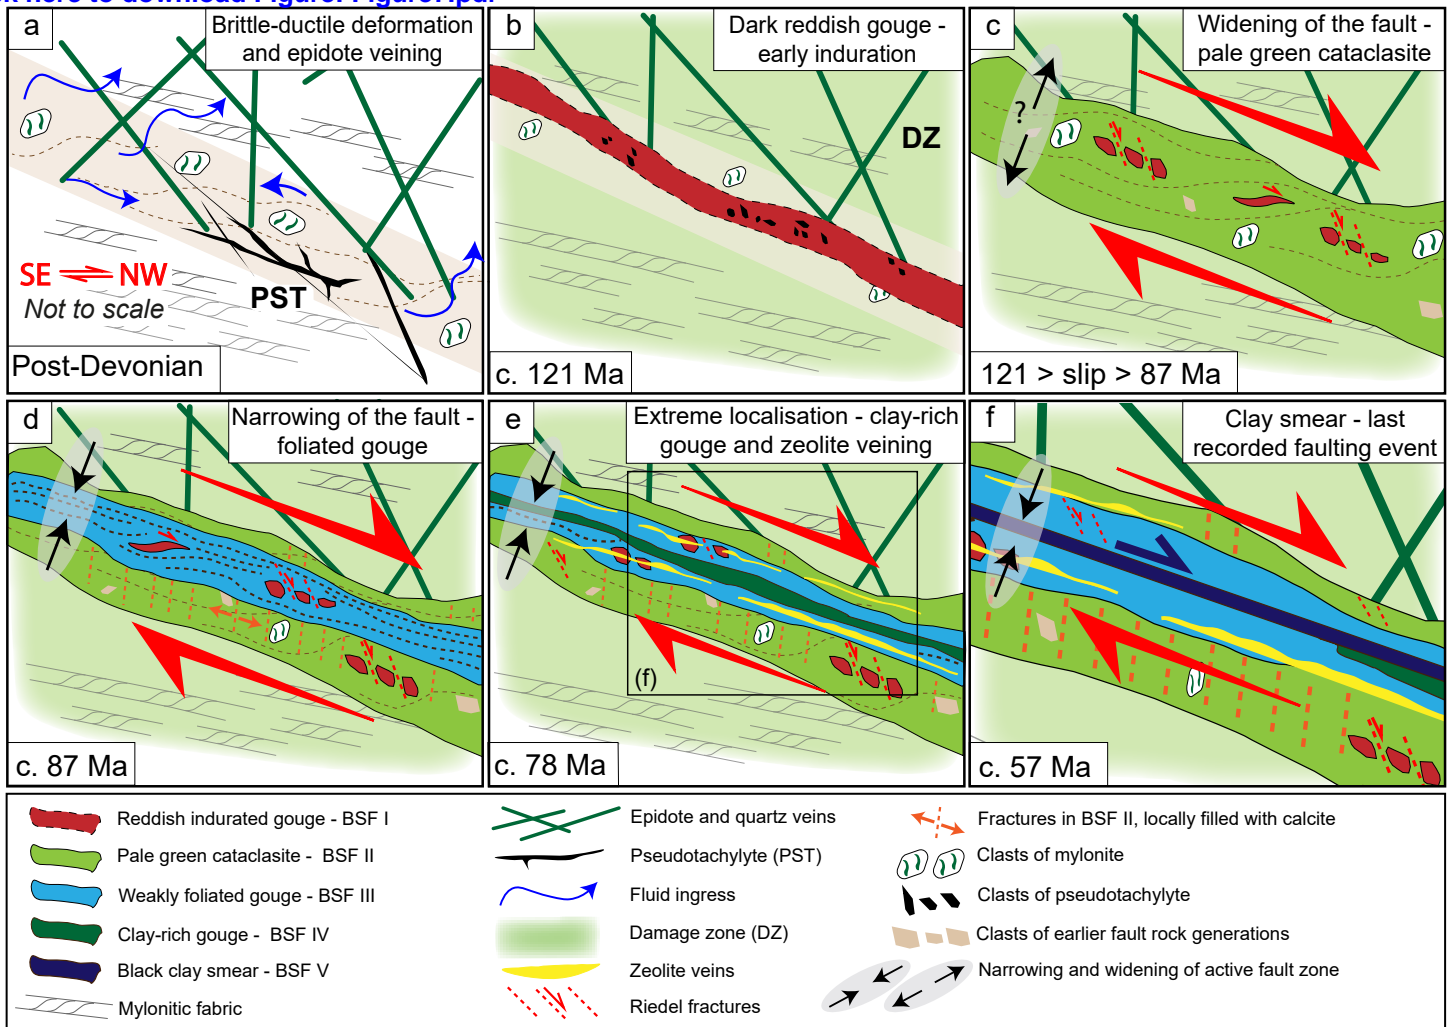 a
Brittle-ductile deformation
and epidote veining
SE NW
Not to scale
PST
Post-Devonian
b
Dark reddish gouge -
early induration
DZ
c. 121 Ma
c
Widening of the fault -
pale green cataclasite
?
121 > slip > 87 Ma
d
Narrowing of the fault -
foliated gouge
c. 87 Ma
e
Extreme localisation - clay-rich
gouge and zeolite veining
(f)
c. 78 Ma
f
Clay smear - last
recorded faulting event
c. 57 Ma
Reddish indurated gouge - BSF I
Pale green cataclasite - BSF II
Weakly foliated gouge - BSF III
Clay-rich gouge - BSF IV
Black clay smear - BSF V
Mylonitic fabric
Epidote and quartz veins
Pseudotachylyte (PST)
Fluid ingress
Damage zone (DZ)
Zeolite veins
Riedel fractures
Fractures in BSF II, locally filled with calcite
Clasts of mylonite
Clasts of pseudotachylyte
Clasts of earlier fault rock generations
Narrowing and widening of active fault zone